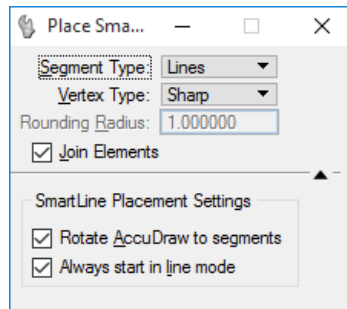 Place Sma...
Segment Type: Lines
Vertex Type: Sharp
Rounding Radius: 1.000000
Join Elements
SmartLine Placement Settings
Rotate AccuDraw to segments
Always start in line mode